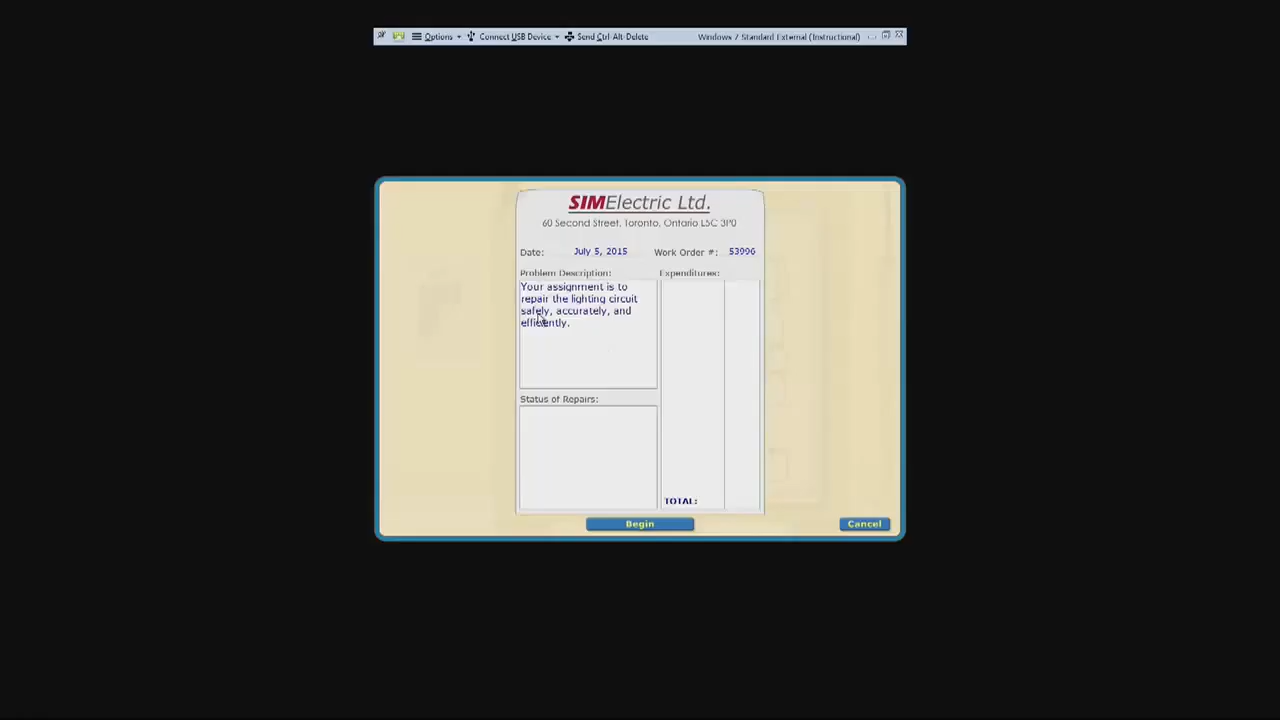 Options
Connect USB Device
Send Ctrl-Alt-Delete
Windows 7 Standard External (Instructional)
SIMElectric Ltd.
60 Second Street, Toronto, Ontario L5C 3P0
Date: July 5, 2015
Work Order #: 53996
Problem Description:
Expenditures:
Your assignment is to
repair the lighting circuit
safely, accurately, and
efficiently.
Status of Repairs:
TOTAL:
Begin
Cancel